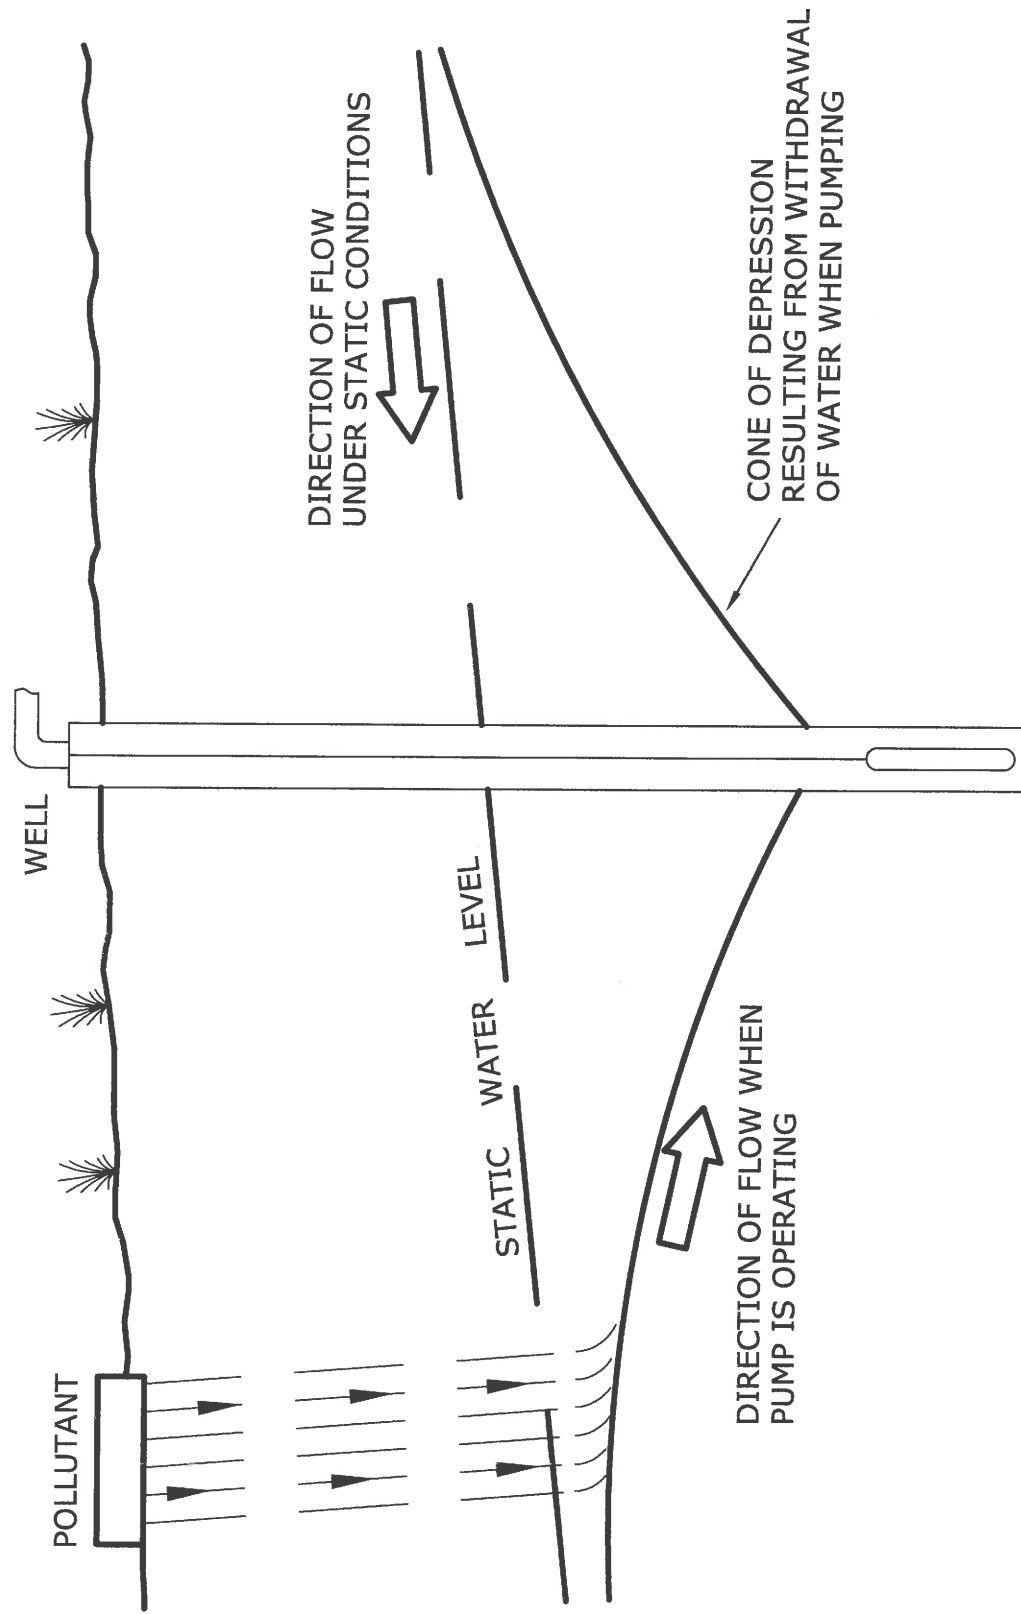 POLLUTANT
WELL
DIRECTION OF FLOW
UNDER STATIC CONDITIONS
STATIC WATER LEVEL
DIRECTION OF FLOW WHEN
PUMP IS OPERATING
CONE OF DEPRESSION
RESULTING FROM WITHDRAWAL
OF WATER WHEN PUMPING